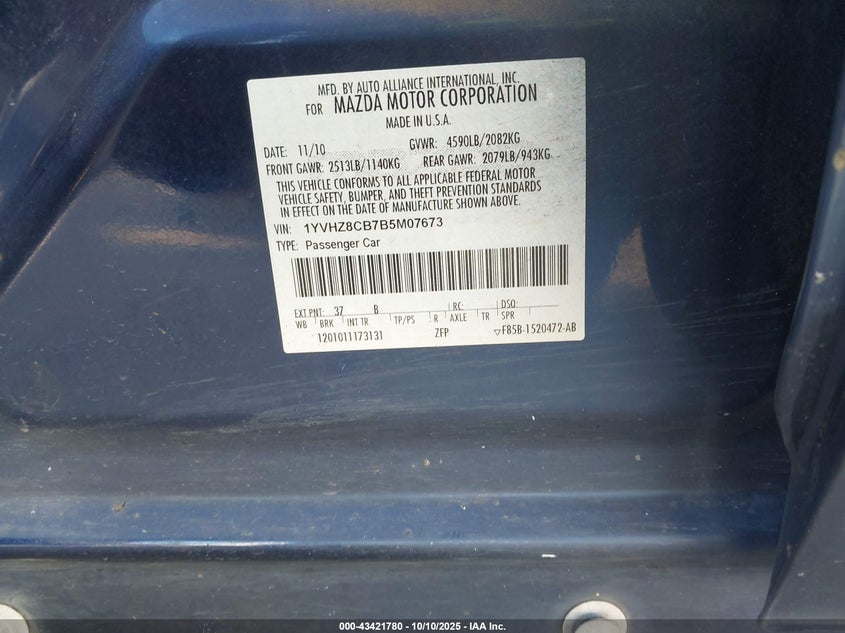 MFD. BY AUTO ALLIANCE INTERNATIONAL, INC.
FOR MAZDA MOTOR CORPORATION
MADE IN U.S.A.
DATE: 11/10 GVWR: 4590LB/2082KG
FRONT GAWR: 2513LB/1140KG REAR GAWR: 2079LB/943KG
THIS VEHICLE CONFORMS TO ALL APPLICABLE FEDERAL MOTOR
VEHICLE SAFETY, BUMPER, AND THEFT PREVENTION STANDARDS
IN EFFECT ON THE DATE OF MANUFACTURE SHOWN ABOVE.
VIN: 1YVHZ8CB7B5M07673
TYPE: Passenger Car
EXT PNT: 37 B RC: DSO:
WB BRK INT TR TP/PS R AXLE TR SPR
1201011173131 ZFP ▽F85B-1520472-AB
000-43421780 - 10/10/2025 - IAA Inc.